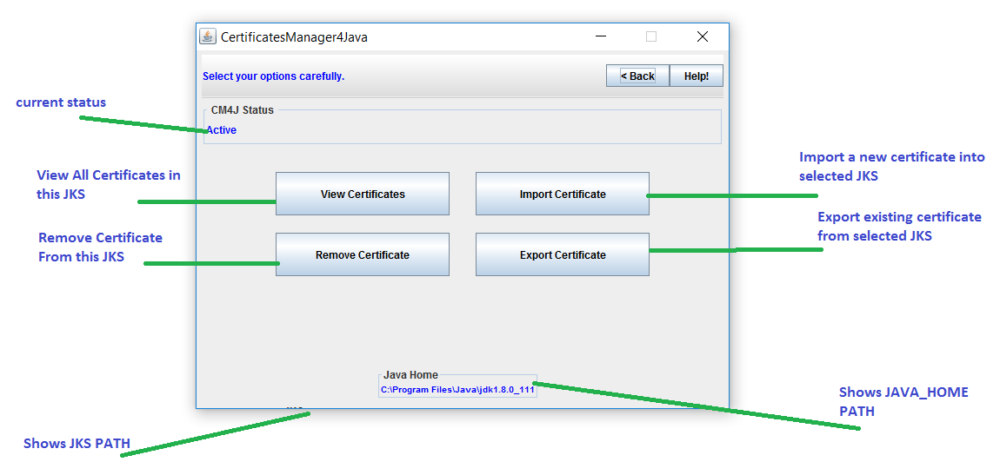 CertificatesManager4Java
Select your options carefully.
< Back
Help!
current status
CM4J Status
Active
View All Certificates in
this JKS
View Certificates
Import Certificate
Import a new certificate into
selected JKS
Remove Certificate
From this JKS
Remove Certificate
Export Certificate
Export existing certificate
from selected JKS
Java Home
C:\Program Files\Java\jdk1.8.0_111
Shows JAVA_HOME
PATH
Shows JKS PATH